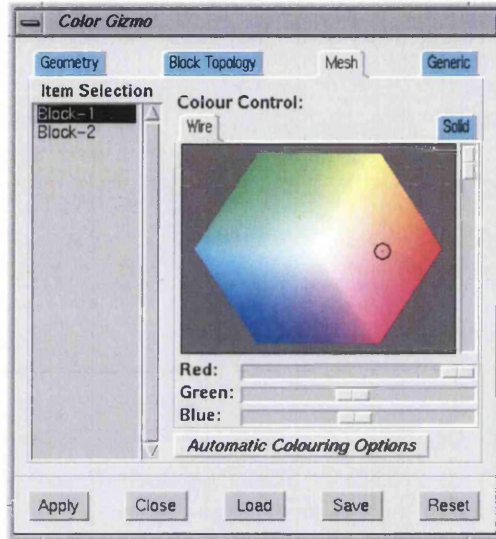 Color Gizmo
Geometry Block Topology Mesh Generic
Item Selection
Block-1
Block-2
Colour Control:
Wire Solid
Red:
Green:
Blue:
Automatic Colouring Options
Apply Close Load Save Reset